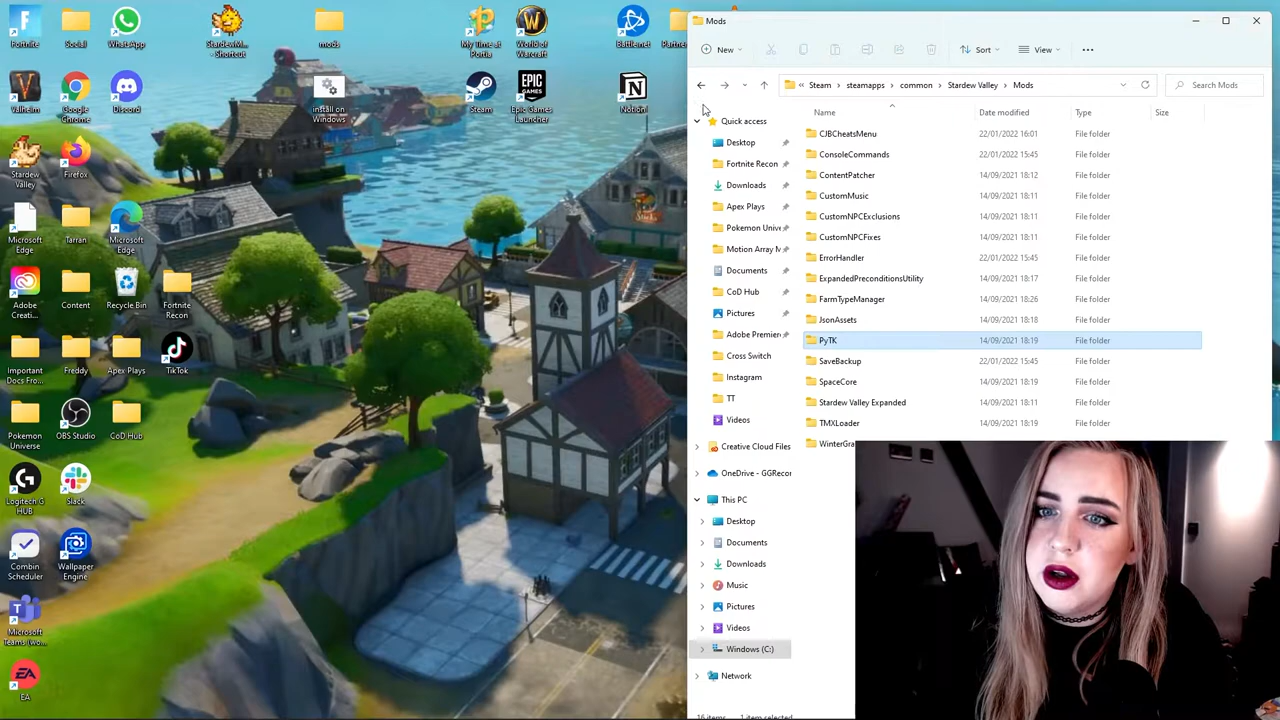 Fortnite
Social
WhatsApp
StardewM...
- Shortcut
mods
My Time at
Portia
World of
Warcraft
Battlenet
Valheim
Google
Chrome
Discord
install on
Windows
Steam
Epic Games
Launcher
Notion
Stardew
Valley
Firefox
Microsoft
Edge
Tarran
Microsoft
Edge
Adobe
Creati...
Content
Recycle Bin
Fortnite
Recon
Important
Docs Fro...
Freddy
Apex Plays
TikTok
Pokemon
Universe
OBS Studio
CoD Hub
Logitech G
HUB
Slack
Combin
Scheduler
Wallpaper
Engine
Microsoft
Teams (wo...
EA
Mods
New
Sort
View
« Steam > steamapps > common > Stardew Valley > Mods
Search Mods
Quick access
Desktop
Fortnite Recon
Downloads
Apex Plays
Pokemon Unive
Motion Array M
Documents
CoD Hub
Pictures
Adobe Premier
Cross Switch
Instagram
TT
Videos
Creative Cloud Files
OneDrive - GGRecon
This PC
Desktop
Documents
Downloads
Music
Pictures
Videos
Windows (C:)
Network
Name Date modified Type Size
CJBCheatsMenu 22/01/2022 16:01 File folder
ConsoleCommands 22/01/2022 15:45 File folder
ContentPatcher 14/09/2021 18:12 File folder
CustomMusic 14/09/2021 18:11 File folder
CustomNPCExclusions 14/09/2021 18:11 File folder
CustomNPCFixes 14/09/2021 18:11 File folder
ErrorHandler 22/01/2022 15:45 File folder
ExpandedPreconditionsUtility 14/09/2021 18:17 File folder
FarmTypeManager 14/09/2021 18:26 File folder
JsonAssets 14/09/2021 18:18 File folder
PyTK 14/09/2021 18:19 File folder
SaveBackup 22/01/2022 15:45 File folder
SpaceCore 14/09/2021 18:19 File folder
Stardew Valley Expanded 14/09/2021 18:11 File folder
TMXLoader 14/09/2021 18:19 File folder
WinterGra
16 items 1 item selected